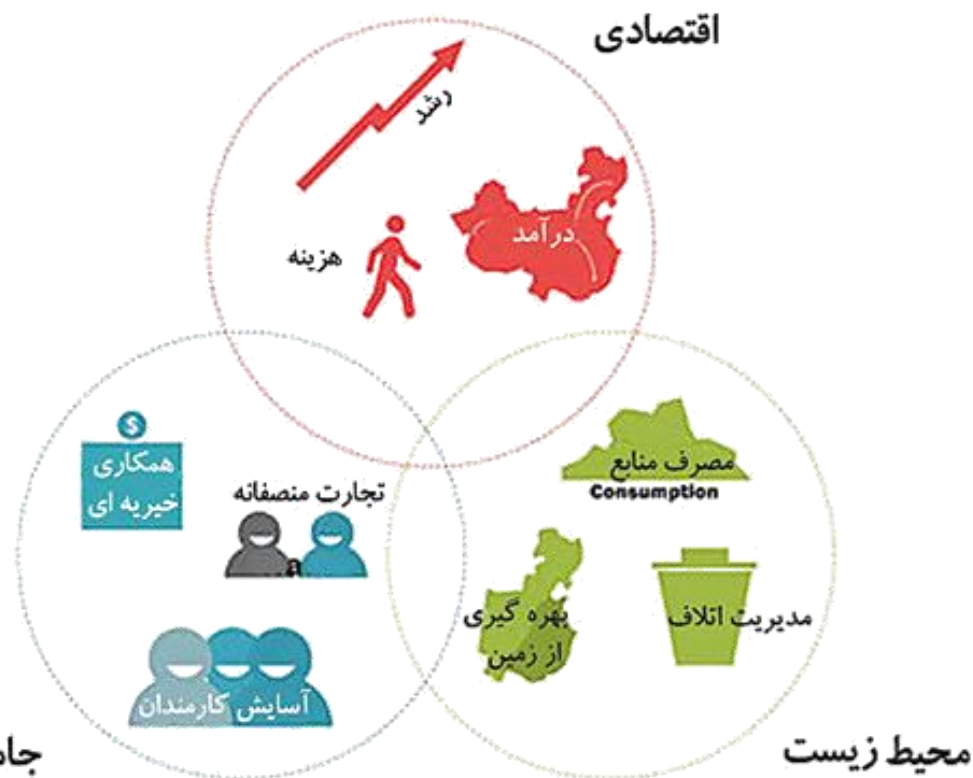 اقتصادی
رشد
درآمد
هزینه
$
همکاری
خیریه ای
تجارت منصفانه
a
آسایش کارمندان
مصرف منابع
Consumption
بهره گیری
از زمین
مدیریت اتلاف
محیط زیست